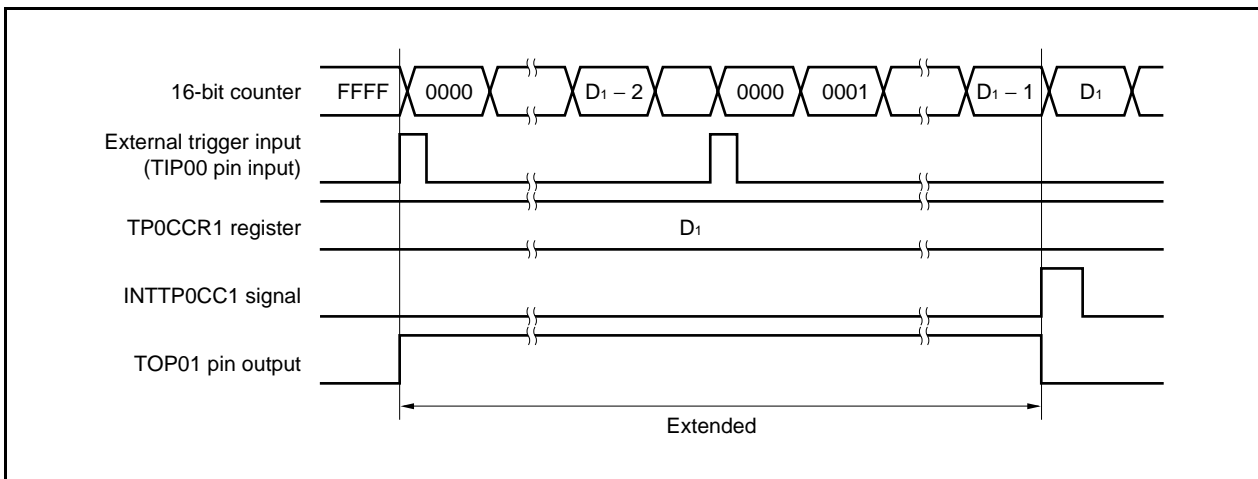 16-bit counter FFFF 0000 D₁ − 2 0000 0001 D₁ − 1 D₁
External trigger input
(TIP00 pin input)
TP0CCR1 register D₁
INTTP0CC1 signal
TOP01 pin output
Extended